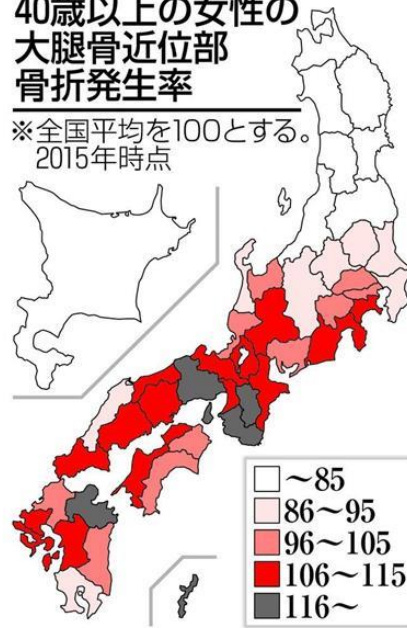 40歳以上の女性の
大腿骨近位部
骨折発生率
※全国平均を100とする。
2015年時点
～85
86～95
96～105
106～115
116～